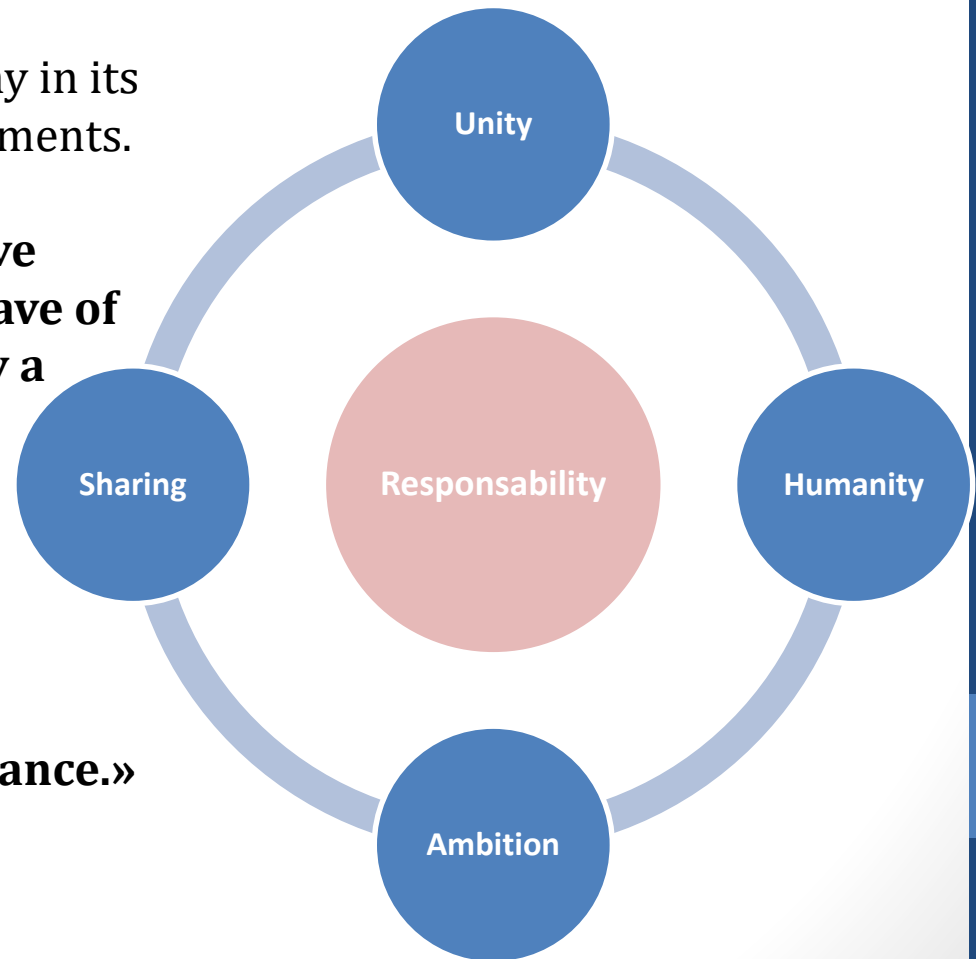 y in its
ments.
ve
ave of
a
ance.»
Unity
Sharing
Responsability
Humanity
Ambition